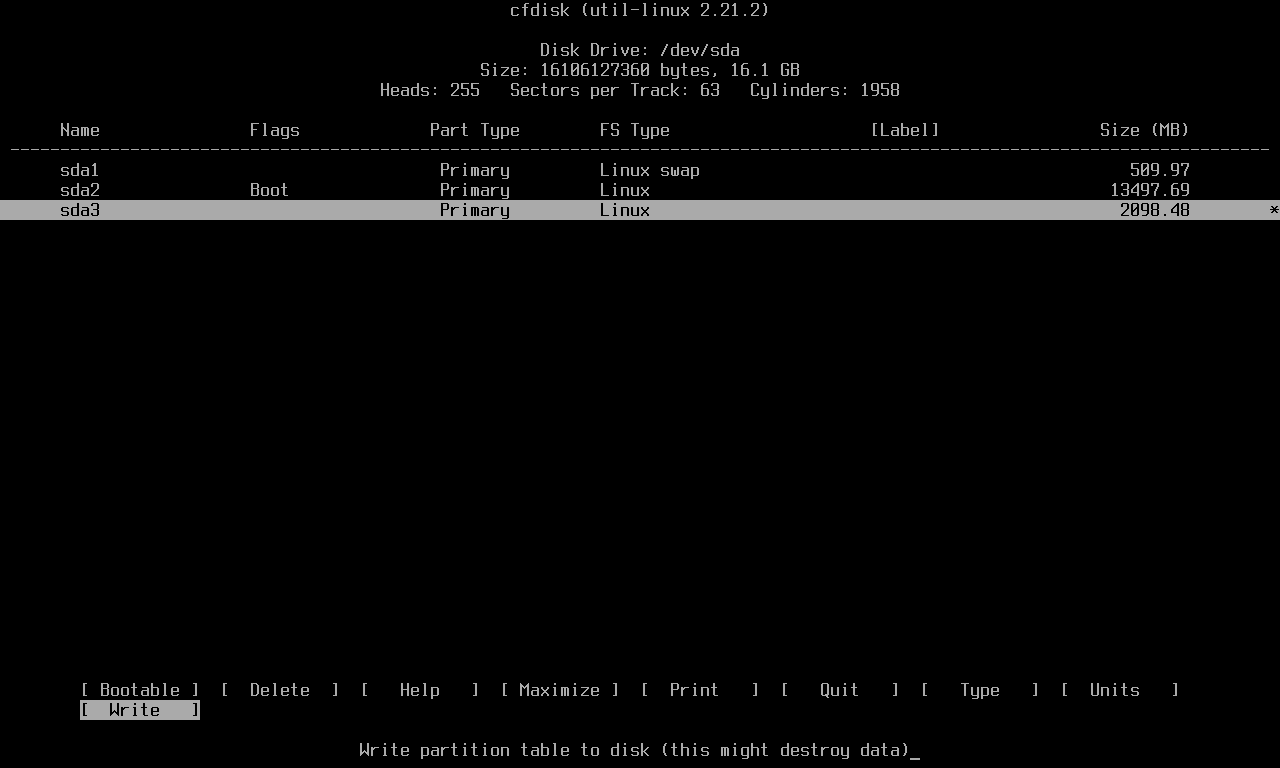 cfdisk (util-linux 2.21.2)
Disk Drive: /dev/sda
Size: 16106127360 bytes, 16.1 GB
Heads: 255   Sectors per Track: 63   Cylinders: 1958
Name   Flags   Part Type   FS Type   [Label]   Size (MB)
sda1   Primary   Linux swap   509.97
sda2   Boot   Primary   Linux   13497.69
sda3   Primary   Linux   2098.48   *
[ Bootable ]  [  Delete  ]  [   Help   ]  [ Maximize ]  [  Print   ]  [   Quit   ]  [   Type   ]  [  Units   ]
[  Write   ]
Write partition table to disk (this might destroy data)_